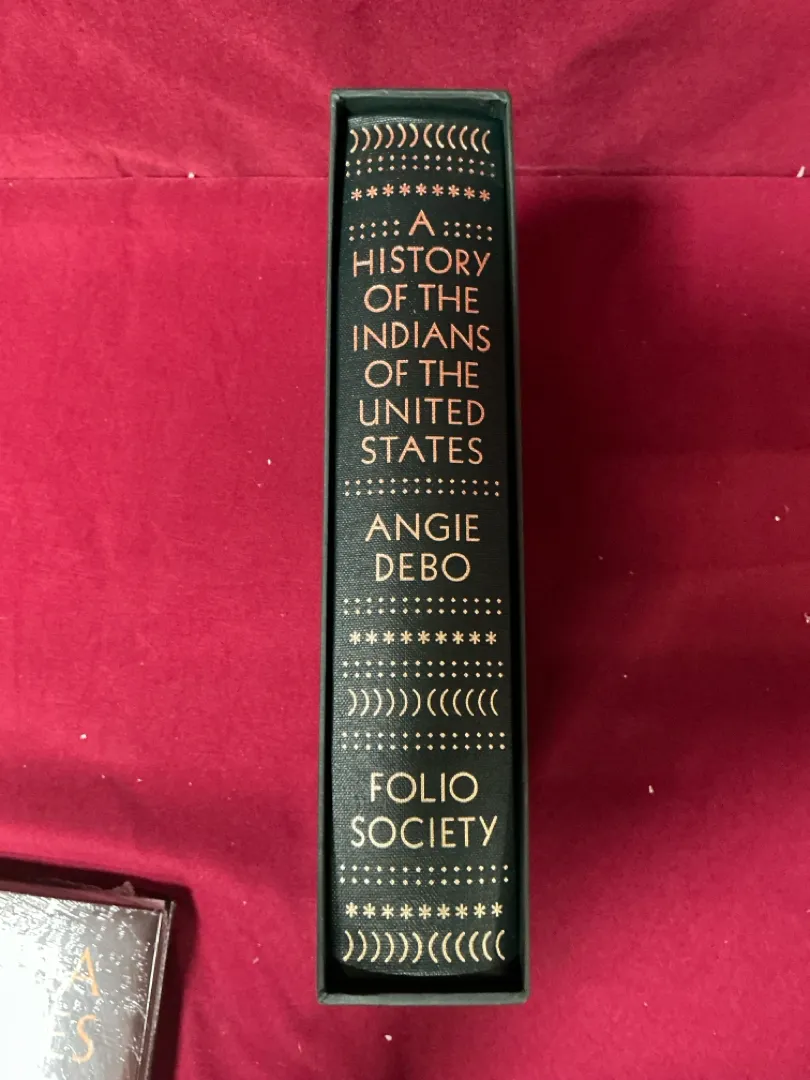 A
HISTORY
OF THE
INDIANS
OF THE
UNITED
STATES
ANGIE
DEBO
FOLIO
SOCIETY
A
S